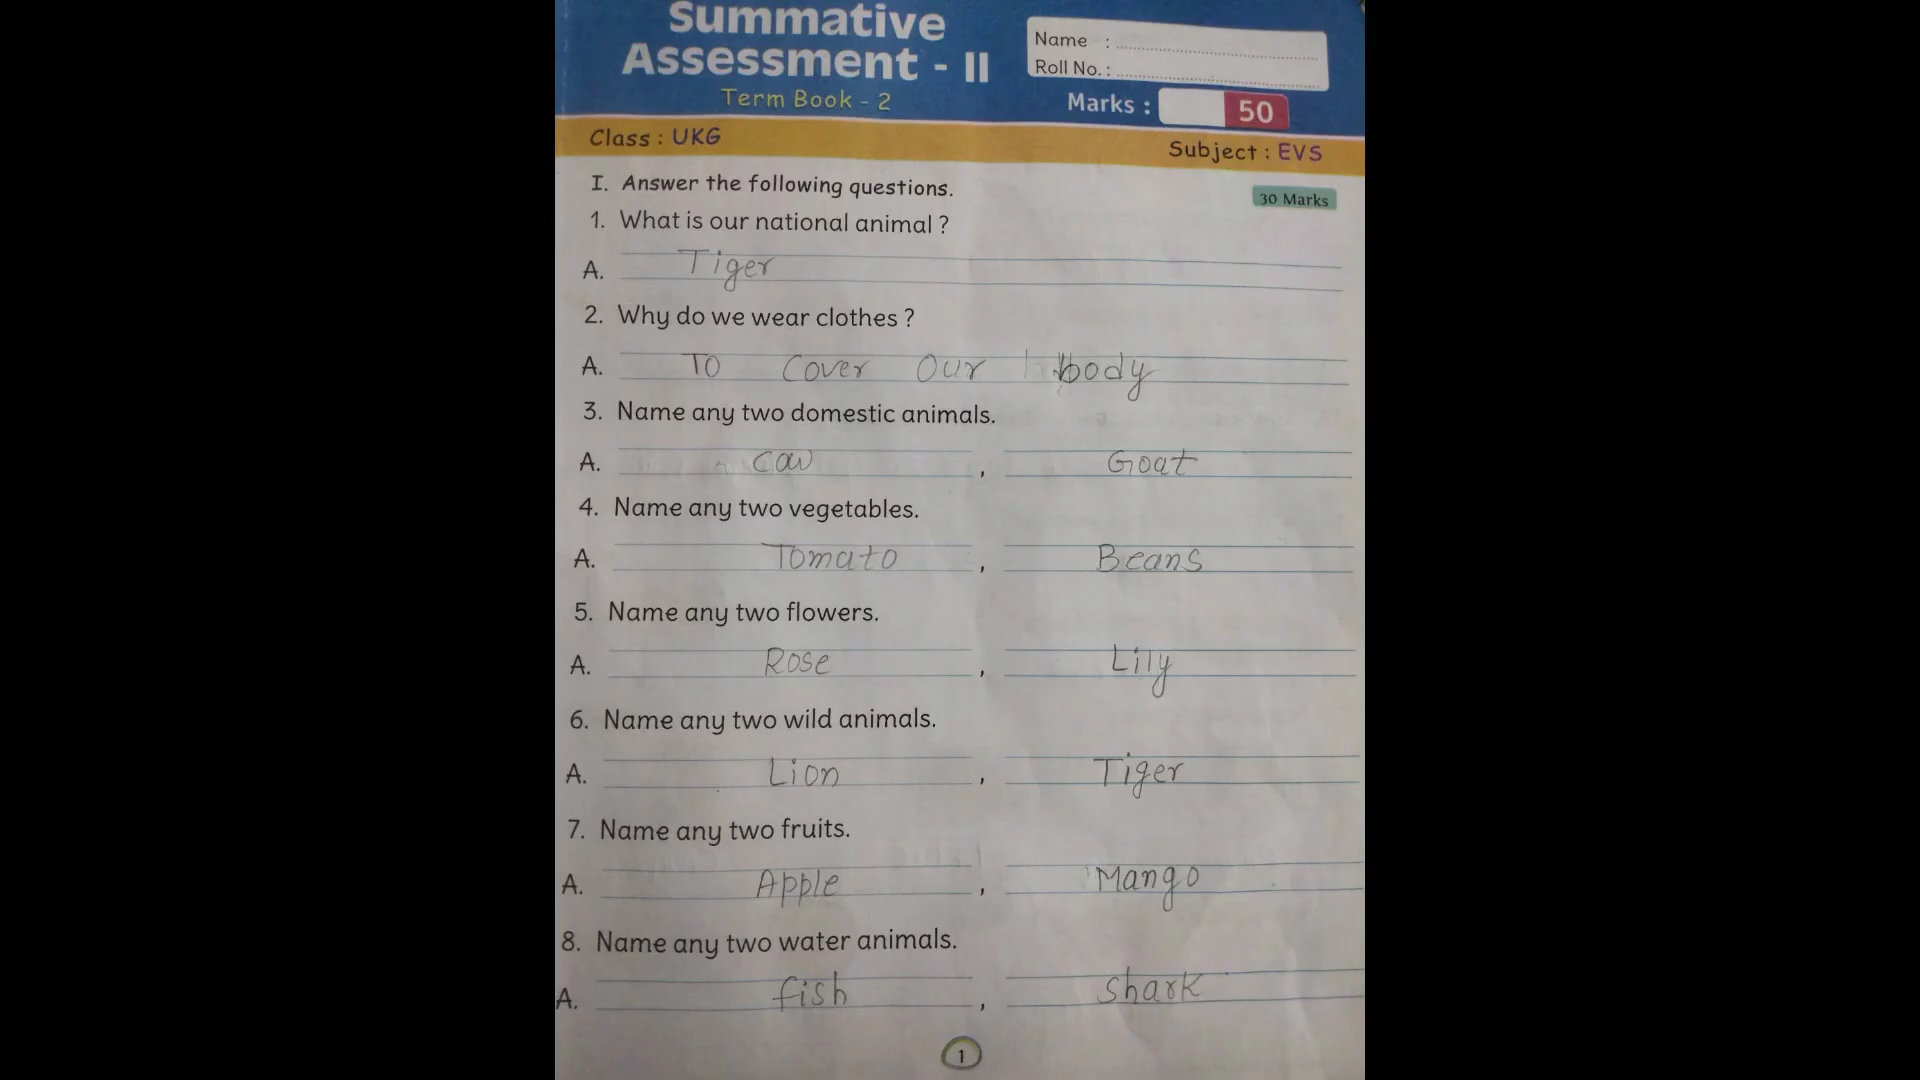 Summative
Assessment - II
Term Book - 2
Name :
Roll No. :
Marks : 50
Class : UKG
Subject : EVS
I. Answer the following questions.
30 Marks
1. What is our national animal ?
A. Tiger
2. Why do we wear clothes ?
A. TO cover our body
3. Name any two domestic animals.
A. Cow , Goat
4. Name any two vegetables.
A. Tomato , Beans
5. Name any two flowers.
A. Rose , Lily
6. Name any two wild animals.
A. Lion , Tiger
7. Name any two fruits.
A. Apple , Mango
8. Name any two water animals.
A. fish , shark
1